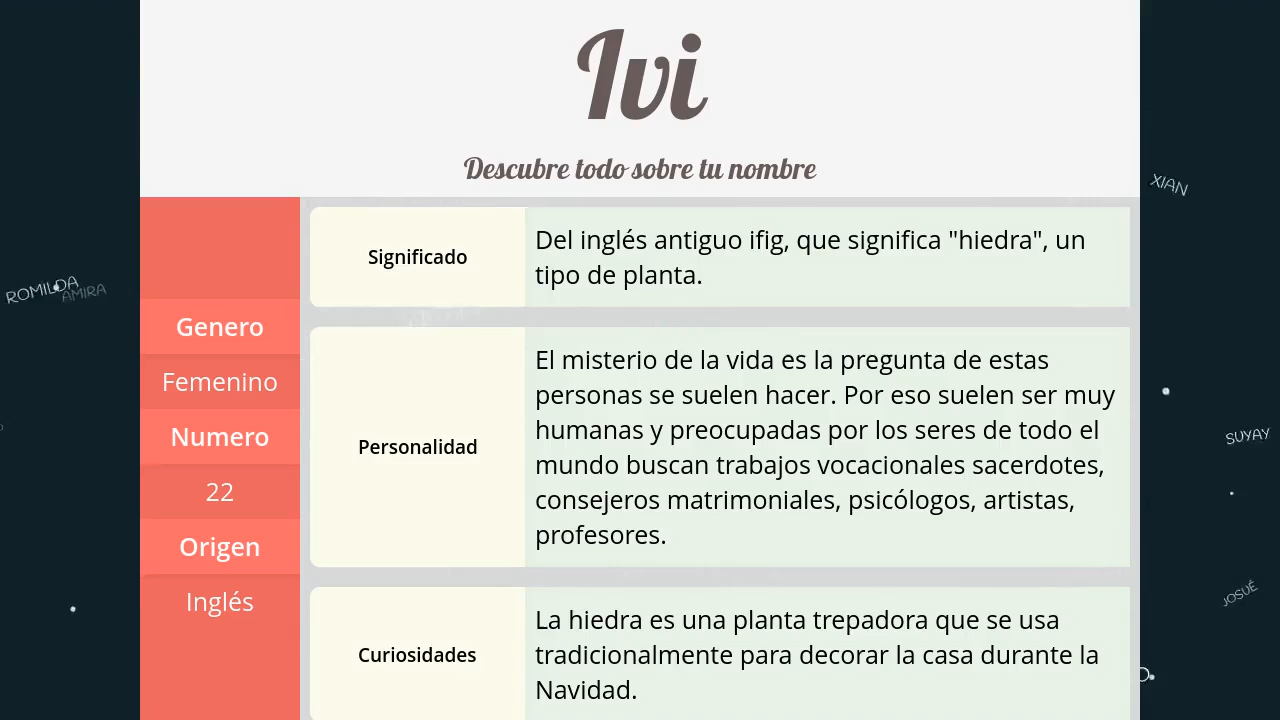 Ivi
Descubre todo sobre tu nombre
XIAN
ROMILDA
AMIRA
SUYAY
JOSUÉ
Genero
Femenino
Numero
22
Origen
Inglés
Significado
Del inglés antiguo ifig, que significa "hiedra", un
tipo de planta.
Personalidad
El misterio de la vida es la pregunta de estas
personas se suelen hacer. Por eso suelen ser muy
humanas y preocupadas por los seres de todo el
mundo buscan trabajos vocacionales sacerdotes,
consejeros matrimoniales, psicólogos, artistas,
profesores.
Curiosidades
La hiedra es una planta trepadora que se usa
tradicionalmente para decorar la casa durante la
Navidad.